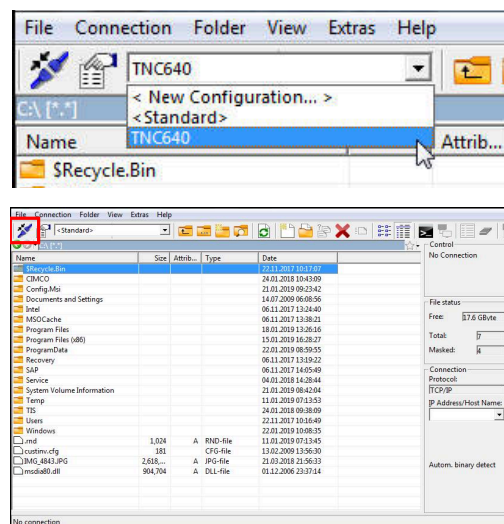 File Connection Folder View Extras Help
TNC640
C:\ [*.*]
< New Configuration... >
<Standard>
Name TNC640 Attrib...
$Recycle.Bin
File Connection Folder View Extras Help
<Standard>
Control
No Connection
Name Size Attrib... Type Date
$Recycle.Bin 22.11.2017 10:17:07
CIMCO 24.01.2018 10:43:09
Config.Msi 21.01.2019 09:23:42
Documents and Settings 14.07.2009 06:08:56
Intel 06.11.2017 13:24:40
MSOCache 06.11.2017 13:38:21
Program Files 18.01.2019 13:26:16
Program Files (x86) 15.01.2019 16:28:27
ProgramData 22.01.2019 08:59:55
Recovery 06.11.2017 13:19:22
SAP 06.11.2017 14:05:49
Service 04.01.2018 14:28:44
System Volume Information 21.01.2019 08:42:04
Temp 11.01.2019 07:13:53
TIS 24.01.2018 09:38:09
Users 22.11.2017 10:16:49
Windows 22.01.2019 10:08:35
.rnd 1,024 A RND-file 11.01.2019 07:13:45
custinv.cfg 181 CFG-file 13.02.2009 13:56:30
IMG_4843.JPG 2,618,... A JPG-file 21.03.2018 21:56:33
msdia80.dll 904,704 A DLL-file 01.12.2006 23:37:14
File status
Free: 17.6 GByte
Total: 7
Masked: 4
Connection
Protocol:
TCP/IP
IP Address/Host Name:
Autom. binary detect
No connection